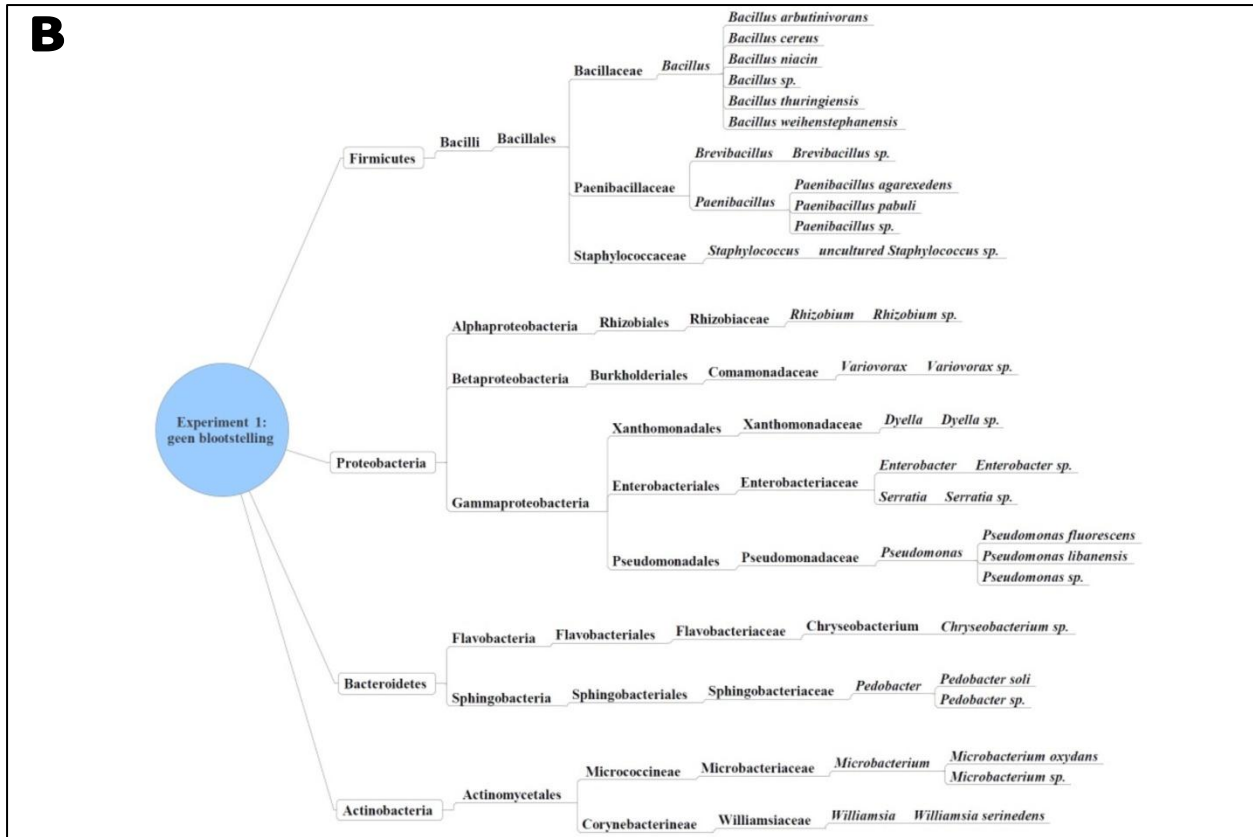 B
Bacillus arbutinivorans
Bacillus cereus
Bacillaceae Bacillus Bacillus niacin
Bacillus sp.
Bacillus thuringiensis
Bacillus weihenstephanensis
Firmicutes Bacilli Bacillales
Brevibacillus Brevibacillus sp.
Paenibacillaceae
Paenibacillus agarexedens
Paenibacillus Paenibacillus pabuli
Paenibacillus sp.
Staphylococcaceae Staphylococcus uncultured Staphylococcus sp.
Experiment 1:
geen blootstelling
Alphaproteobacteria Rhizobiales Rhizobiaceae Rhizobium Rhizobium sp.
Betaproteobacteria Burkholderiales Comamonadaceae Variovorax Variovorax sp.
Xanthomonadales Xanthomonadaceae Dyella Dyella sp.
Proteobacteria
Enterobacter Enterobacter sp.
Enterobacteriales Enterobacteriaceae
Serratia Serratia sp.
Gammaproteobacteria
Pseudomonas fluorescens
Pseudomonadales Pseudomonadaceae Pseudomonas Pseudomonas libanensis
Pseudomonas sp.
Flavobacteria Flavobacteriales Flavobacteriaceae Chryseobacterium Chryseobacterium sp.
Bacteroidetes
Sphingobacteria Sphingobacteriales Sphingobacteriaceae Pedobacter Pedobacter soli
Pedobacter sp.
Micrococcineae Microbacteriaceae Microbacterium Microbacterium oxydans
Microbacterium sp.
Actinobacteria Actinomycetales
Corynebacterineae Williamsiaceae Williamsia Williamsia serinedens